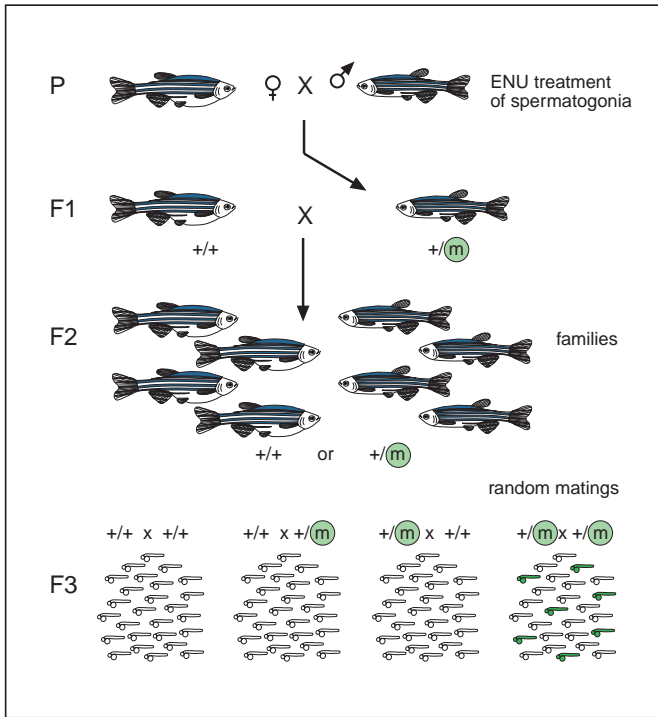 P ♀ X ♂ ENU treatment
of spermatogonia
F1 X
+/+ +/m
F2 families
+/+ or +/m
random matings
+/+ x +/+ +/+ x +/m +/m x +/+ +/m x +/m
F3